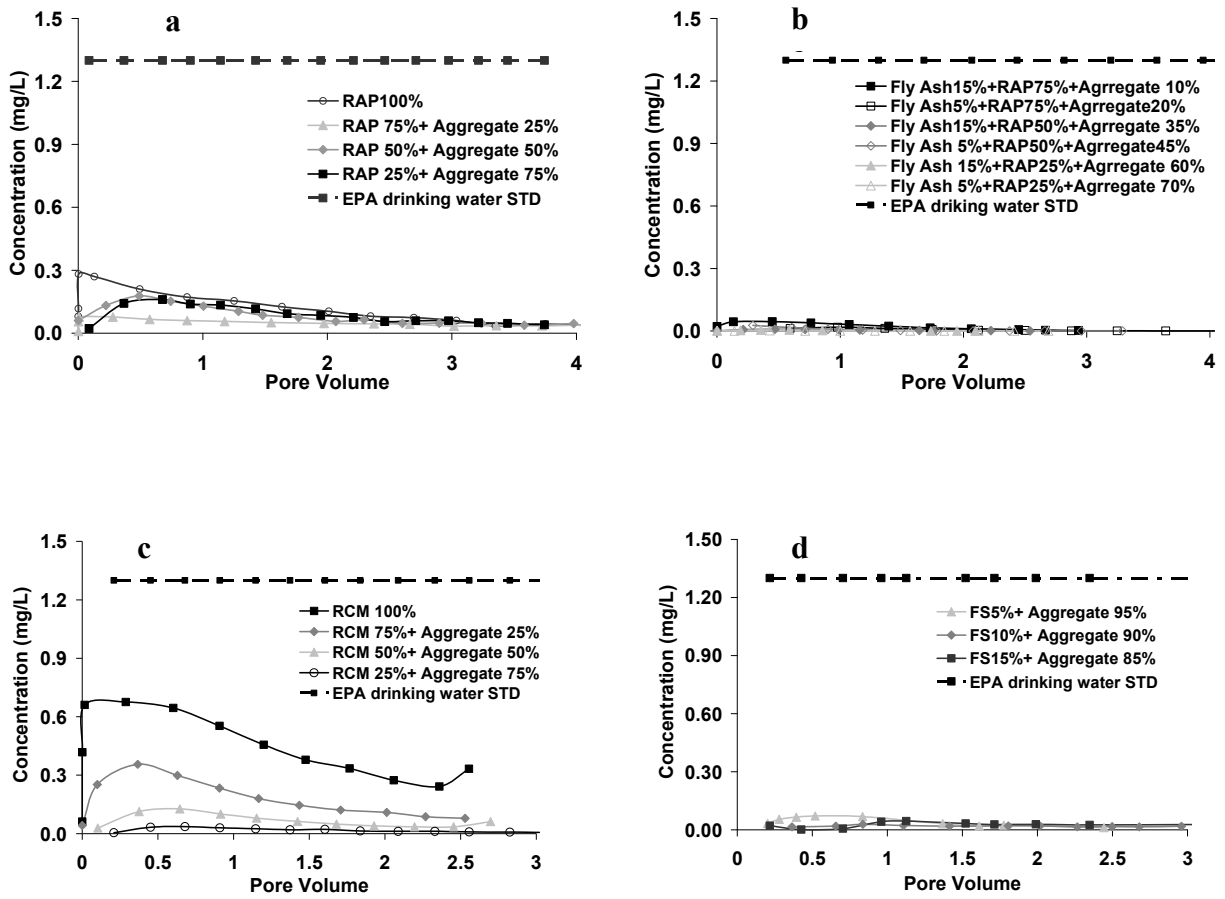 a
1.5
1.2
0.9
0.6
0.3
0.0
Concentration (mg/L)
RAP100%
RAP 75%+ Aggregate 25%
RAP 50%+ Aggregate 50%
RAP 25%+ Aggregate 75%
EPA drinking water STD
0 1 2 3 4
Pore Volume
b
1.5
1.2
0.9
0.6
0.3
0.0
Concentration (mg/L)
Fly Ash15%+RAP75%+Agrregate 10%
Fly Ash5%+RAP75%+Agrregate20%
Fly Ash15%+RAP50%+Agrregate 35%
Fly Ash 5%+RAP50%+Agrregate45%
Fly Ash 15%+RAP25%+Agrregate 60%
Fly Ash 5%+RAP25%+Agrregate 70%
EPA driking water STD
0 1 2 3 4
Pore Volume
c
1.5
1.2
0.9
0.6
0.3
0.0
Concentration (mg/L)
RCM 100%
RCM 75%+ Aggregate 25%
RCM 50%+ Aggregate 50%
RCM 25%+ Aggregate 75%
EPA drinking water STD
0 0.5 1 1.5 2 2.5 3
Pore Volume
d
1.50
1.20
0.90
0.60
0.30
0.00
Concentration (mg/L)
FS5%+ Aggregate 95%
FS10%+ Aggregate 90%
FS15%+ Aggregate 85%
EPA drinking water STD
0 0.5 1 1.5 2 2.5 3
Pore Volume